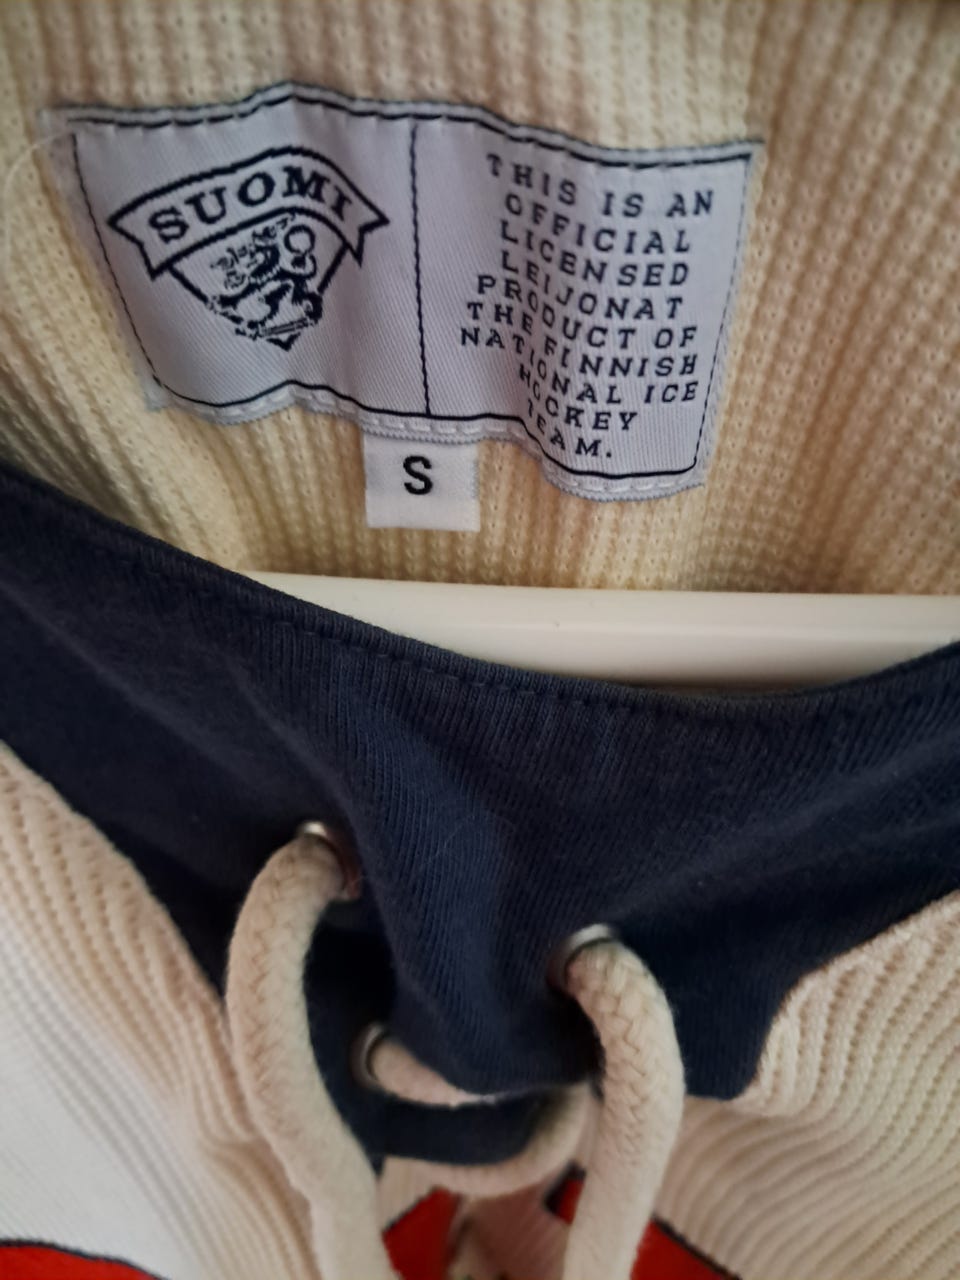 SUOMI
THIS IS AN
OFFICIAL
LICENSED
LEIJONAT
PRODUCT OF
THE FINNISH
NATIONAL ICE
HOCKEY
TEAM.
S